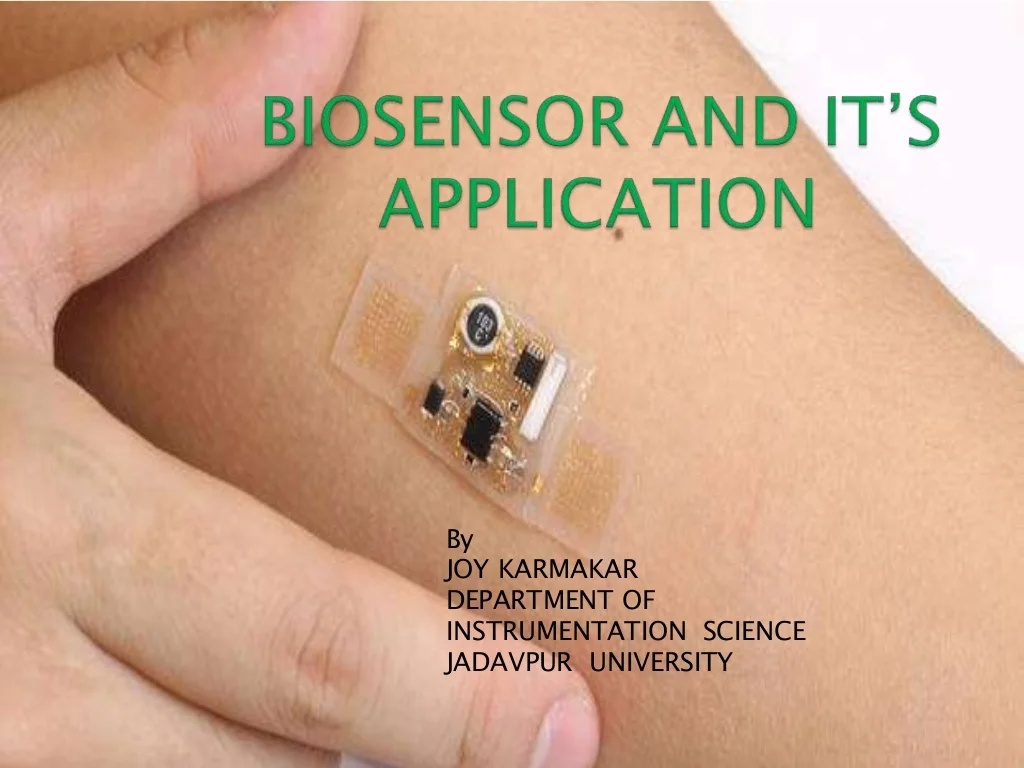 BIOSENSOR AND IT’S
APPLICATION
By
JOY KARMAKAR
DEPARTMENT OF
INSTRUMENTATION SCIENCE
JADAVPUR UNIVERSITY